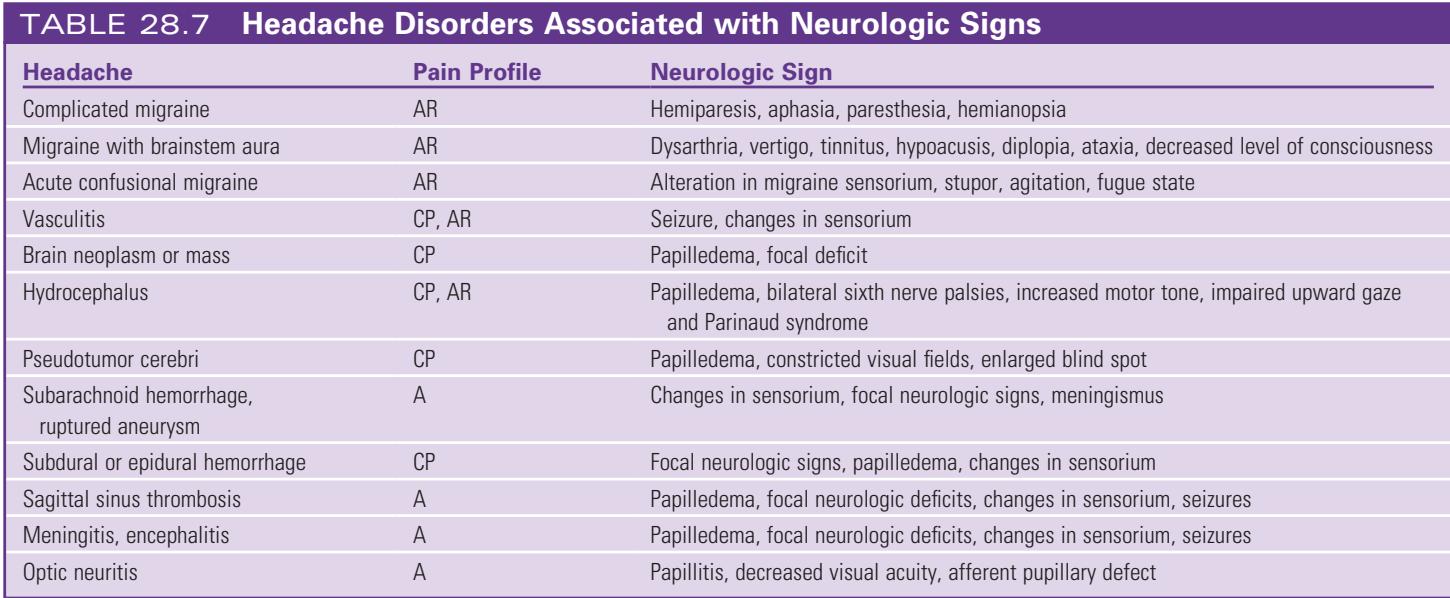 TABLE 28.7 Headache Disorders Associated with Neurologic Signs
Headache Pain Profile Neurologic Sign
Complicated migraine AR Hemiparesis, aphasia, paresthesia, hemianopsia
Migraine with brainstem aura AR Dysarthria, vertigo, tinnitus, hypoacusis, diplopia, ataxia, decreased level of consciousness
Acute confusional migraine AR Alteration in migraine sensorium, stupor, agitation, fugue state
Vasculitis CP, AR Seizure, changes in sensorium
Brain neoplasm or mass CP Papilledema, focal deficit
Hydrocephalus CP, AR Papilledema, bilateral sixth nerve palsies, increased motor tone, impaired upward gaze
and Parinaud syndrome
Pseudotumor cerebri CP Papilledema, constricted visual fields, enlarged blind spot
Subarachnoid hemorrhage, A Changes in sensorium, focal neurologic signs, meningismus
ruptured aneurysm
Subdural or epidural hemorrhage CP Focal neurologic signs, papilledema, changes in sensorium
Sagittal sinus thrombosis A Papilledema, focal neurologic deficits, changes in sensorium, seizures
Meningitis, encephalitis A Papilledema, focal neurologic deficits, changes in sensorium, seizures
Optic neuritis A Papillitis, decreased visual acuity, afferent pupillary defect